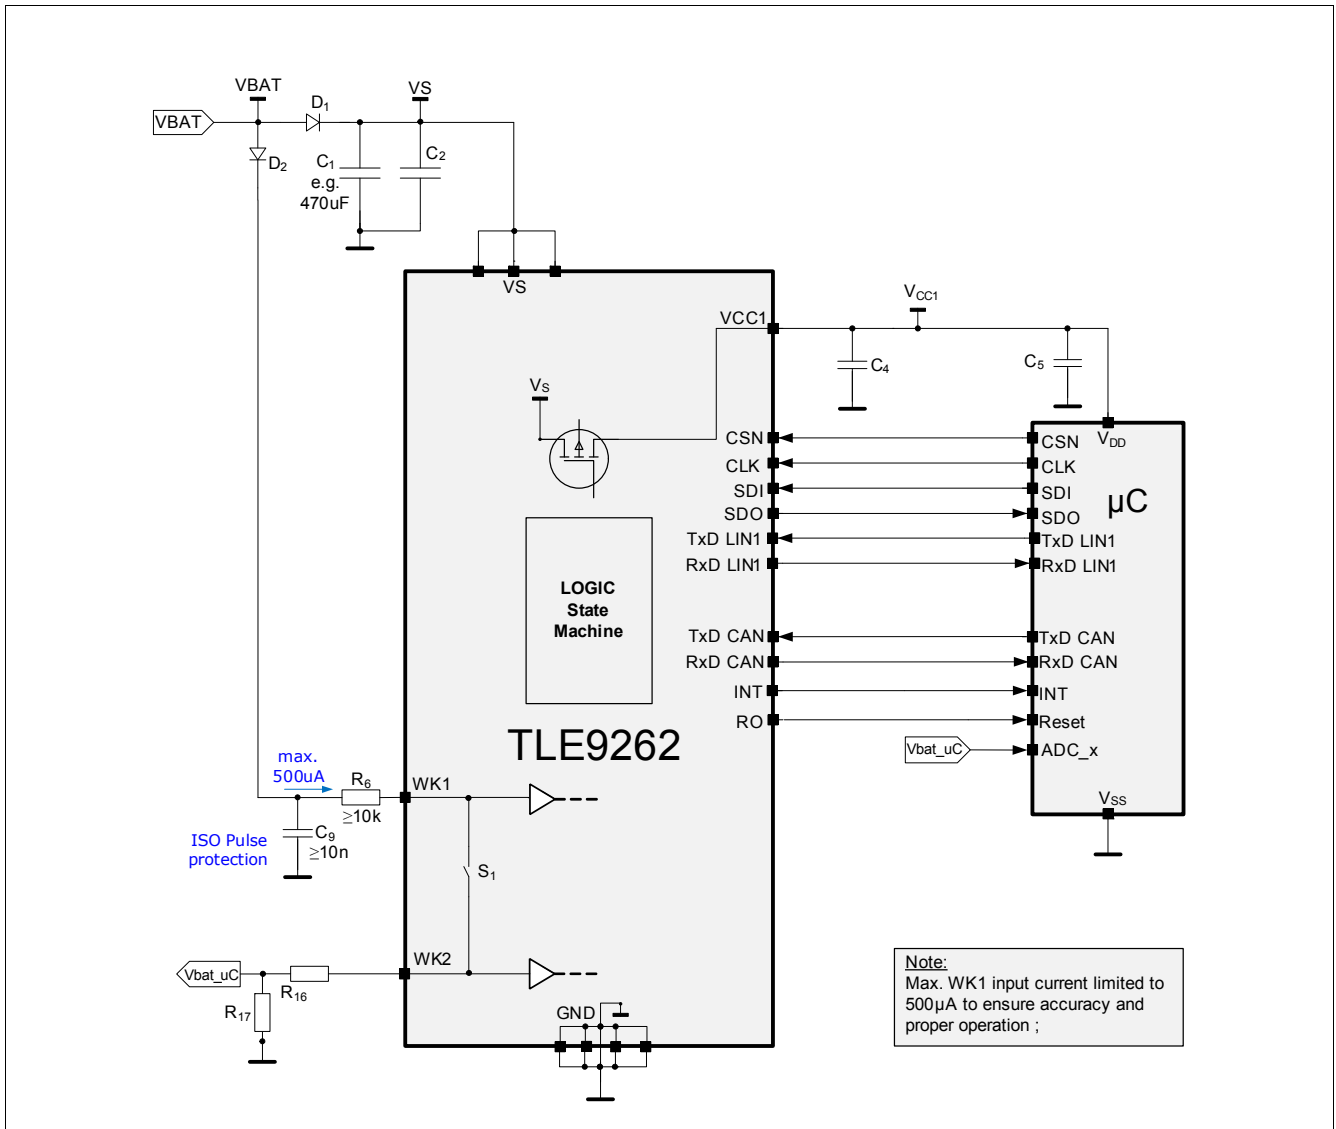 VBAT
VS
VBAT
D1
D2
C1
e.g.
470uF
C2
VS
VCC1
VCC1
C4
C5
VS
CSN
CLK
SDI
SDO
TxD LIN1
RxD LIN1
TxD CAN
RxD CAN
INT
RO
VDD
CSN
CLK
SDI
SDO
TxD LIN1
RxD LIN1
µC
TxD CAN
RxD CAN
INT
Reset
ADC_x
VSS
Vbat_uC
LOGIC
State
Machine
TLE9262
max.
500uA
R6
≥10k
WK1
C9
≥10n
ISO Pulse
protection
S1
WK2
Vbat_uC
R16
R17
GND
Note:
Max. WK1 input current limited to
500µA to ensure accuracy and
proper operation ;